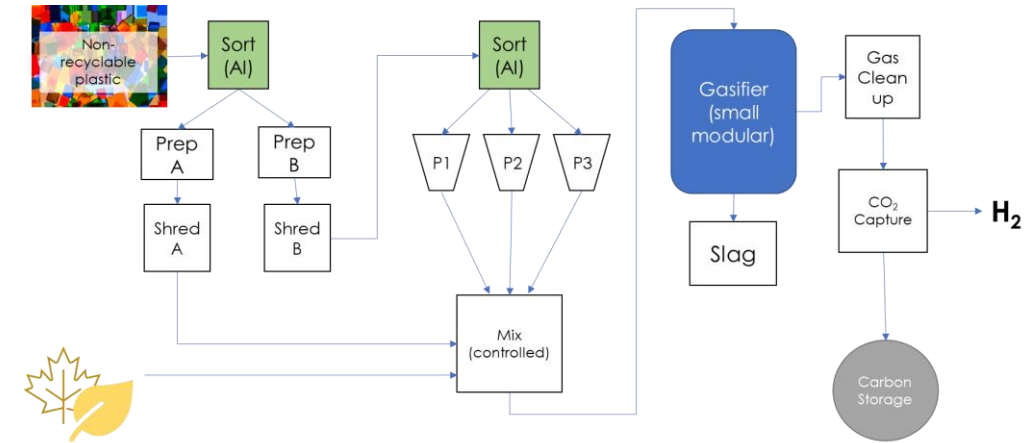 Non-
recyclable
plastic
Sort
(AI)
Sort
(AI)
Gasifier
(small
modular)
Gas
Clean
up
Prep
A
Prep
B
P1
P2
P3
Shred
A
Shred
B
CO₂
Capture
H₂
Slag
Mix
(controlled)
Carbon
Storage